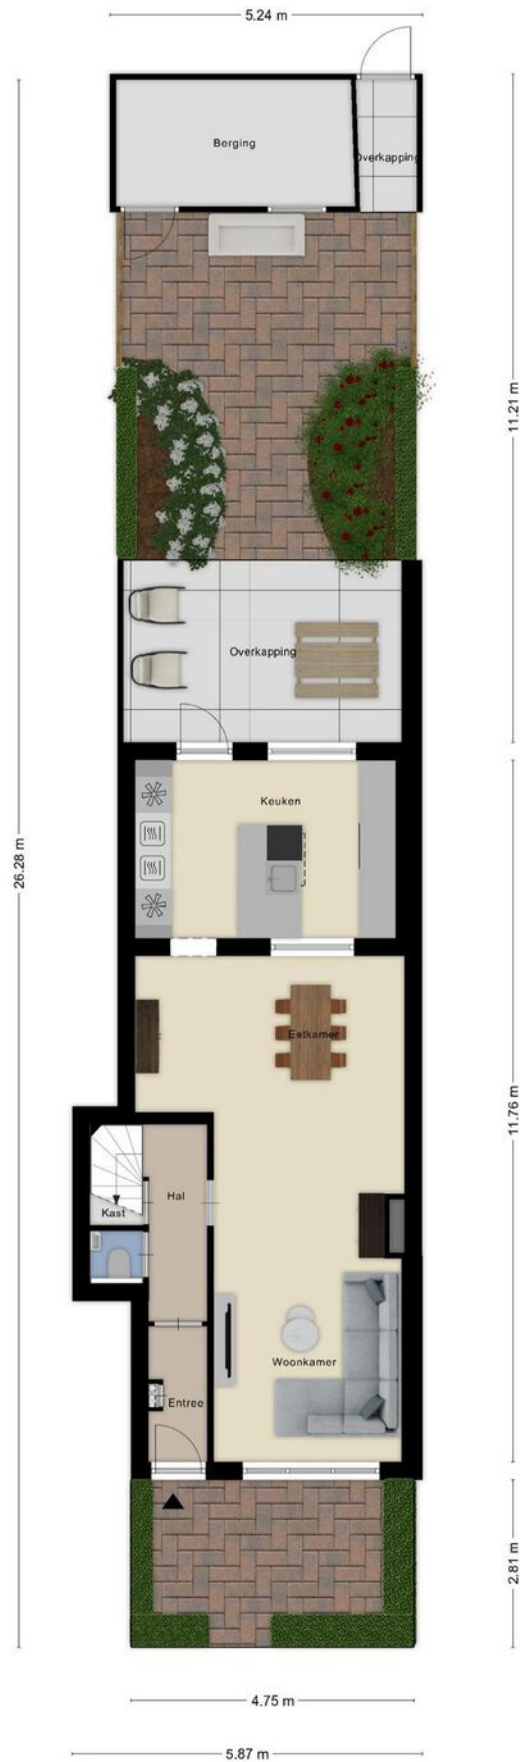 5.24 m
Berging
Overkapping
11.21 m
Overkapping
Keuken
26.28 m
Eetkamer
11.76 m
Hal
Kast
Woonkamer
Entree
2.81 m
4.75 m
5.87 m